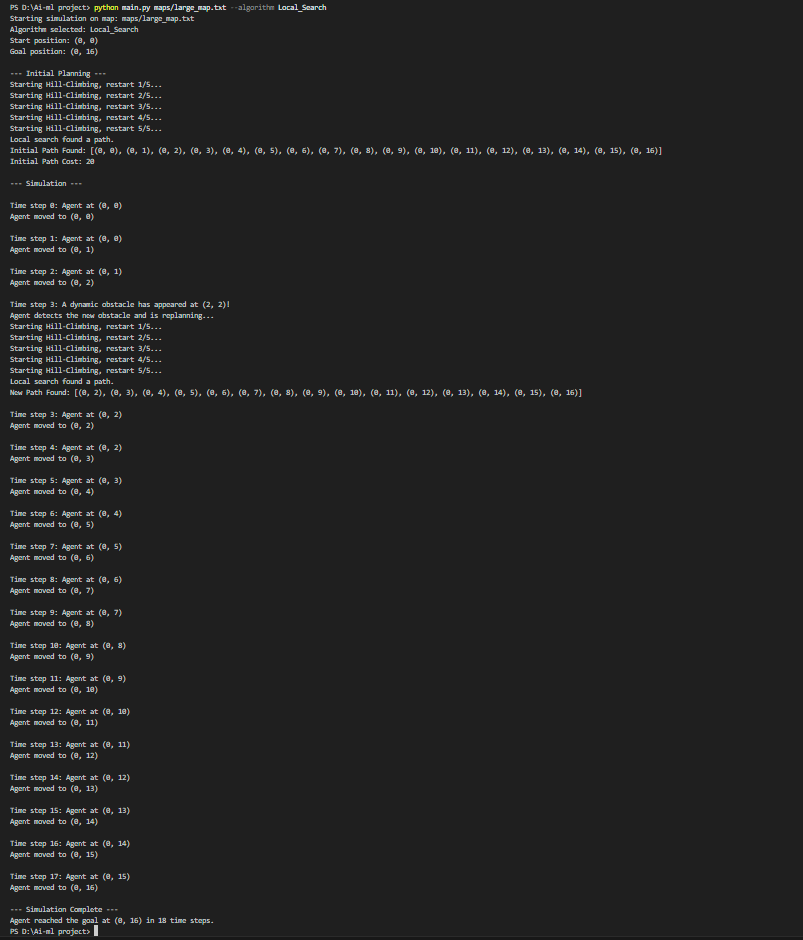 PS D:\Ai-ml project> python main.py maps/large_map.txt --algorithm Local_Search
Starting simulation on map: maps/large_map.txt
Algorithm selected: Local_Search
Start position: (0, 0)
Goal position: (0, 16)
--- Initial Planning ---
Starting Hill-Climbing, restart 1/5...
Starting Hill-Climbing, restart 2/5...
Starting Hill-Climbing, restart 3/5...
Starting Hill-Climbing, restart 4/5...
Starting Hill-Climbing, restart 5/5...
Local search found a path.
Initial Path Found: [(0, 0), (0, 1), (0, 2), (0, 3), (0, 4), (0, 5), (0, 6), (0, 7), (0, 8), (0, 9), (0, 10), (0, 11), (0, 12), (0, 13), (0, 14), (0, 15), (0, 16)]
Initial Path Cost: 20
--- Simulation ---
Time step 0: Agent at (0, 0)
Agent moved to (0, 0)
Time step 1: Agent at (0, 0)
Agent moved to (0, 1)
Time step 2: Agent at (0, 1)
Agent moved to (0, 2)
Time step 3: A dynamic obstacle has appeared at (2, 2)!
Agent detects the new obstacle and is replanning...
Starting Hill-Climbing, restart 1/5...
Starting Hill-Climbing, restart 2/5...
Starting Hill-Climbing, restart 3/5...
Starting Hill-Climbing, restart 4/5...
Starting Hill-Climbing, restart 5/5...
Local search found a path.
New Path Found: [(0, 2), (0, 3), (0, 4), (0, 5), (0, 6), (0, 7), (0, 8), (0, 9), (0, 10), (0, 11), (0, 12), (0, 13), (0, 14), (0, 15), (0, 16)]
Time step 3: Agent at (0, 2)
Agent moved to (0, 2)
Time step 4: Agent at (0, 2)
Agent moved to (0, 3)
Time step 5: Agent at (0, 3)
Agent moved to (0, 4)
Time step 6: Agent at (0, 4)
Agent moved to (0, 5)
Time step 7: Agent at (0, 5)
Agent moved to (0, 6)
Time step 8: Agent at (0, 6)
Agent moved to (0, 7)
Time step 9: Agent at (0, 7)
Agent moved to (0, 8)
Time step 10: Agent at (0, 8)
Agent moved to (0, 9)
Time step 11: Agent at (0, 9)
Agent moved to (0, 10)
Time step 12: Agent at (0, 10)
Agent moved to (0, 11)
Time step 13: Agent at (0, 11)
Agent moved to (0, 12)
Time step 14: Agent at (0, 12)
Agent moved to (0, 13)
Time step 15: Agent at (0, 13)
Agent moved to (0, 14)
Time step 16: Agent at (0, 14)
Agent moved to (0, 15)
Time step 17: Agent at (0, 15)
Agent moved to (0, 16)
--- Simulation Complete ---
Agent reached the goal at (0, 16) in 18 time steps.
PS D:\Ai-ml project>